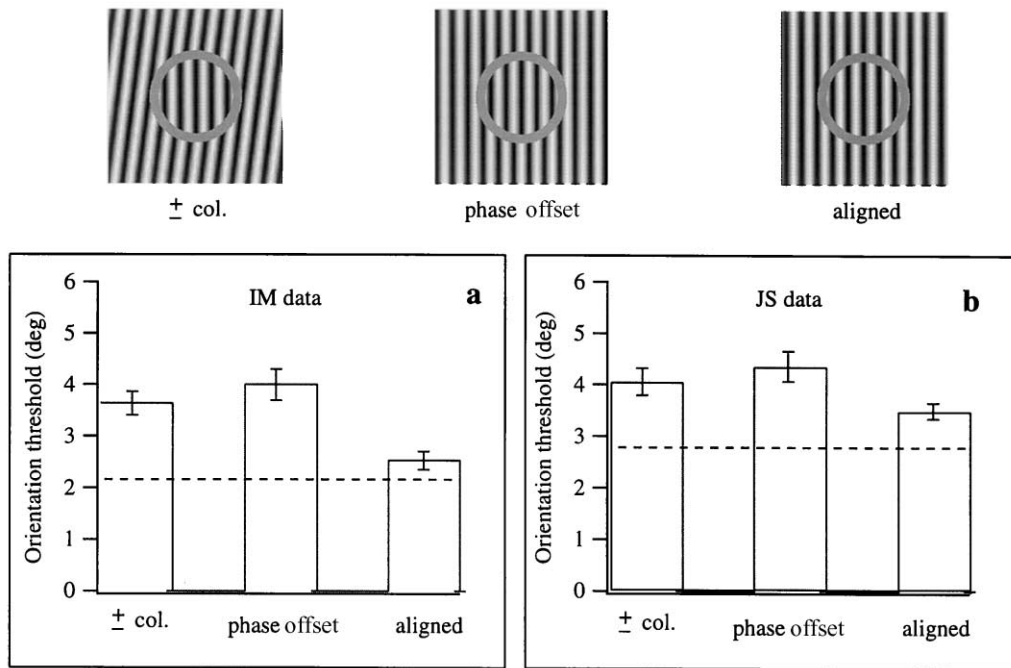 ± col.
phase offset
aligned
IM data
a
Orientation threshold (deg)
6
5
4
3
2
1
0
± col.
phase offset
aligned
JS data
b
Orientation threshold (deg)
6
5
4
3
2
1
0
± col.
phase offset
aligned